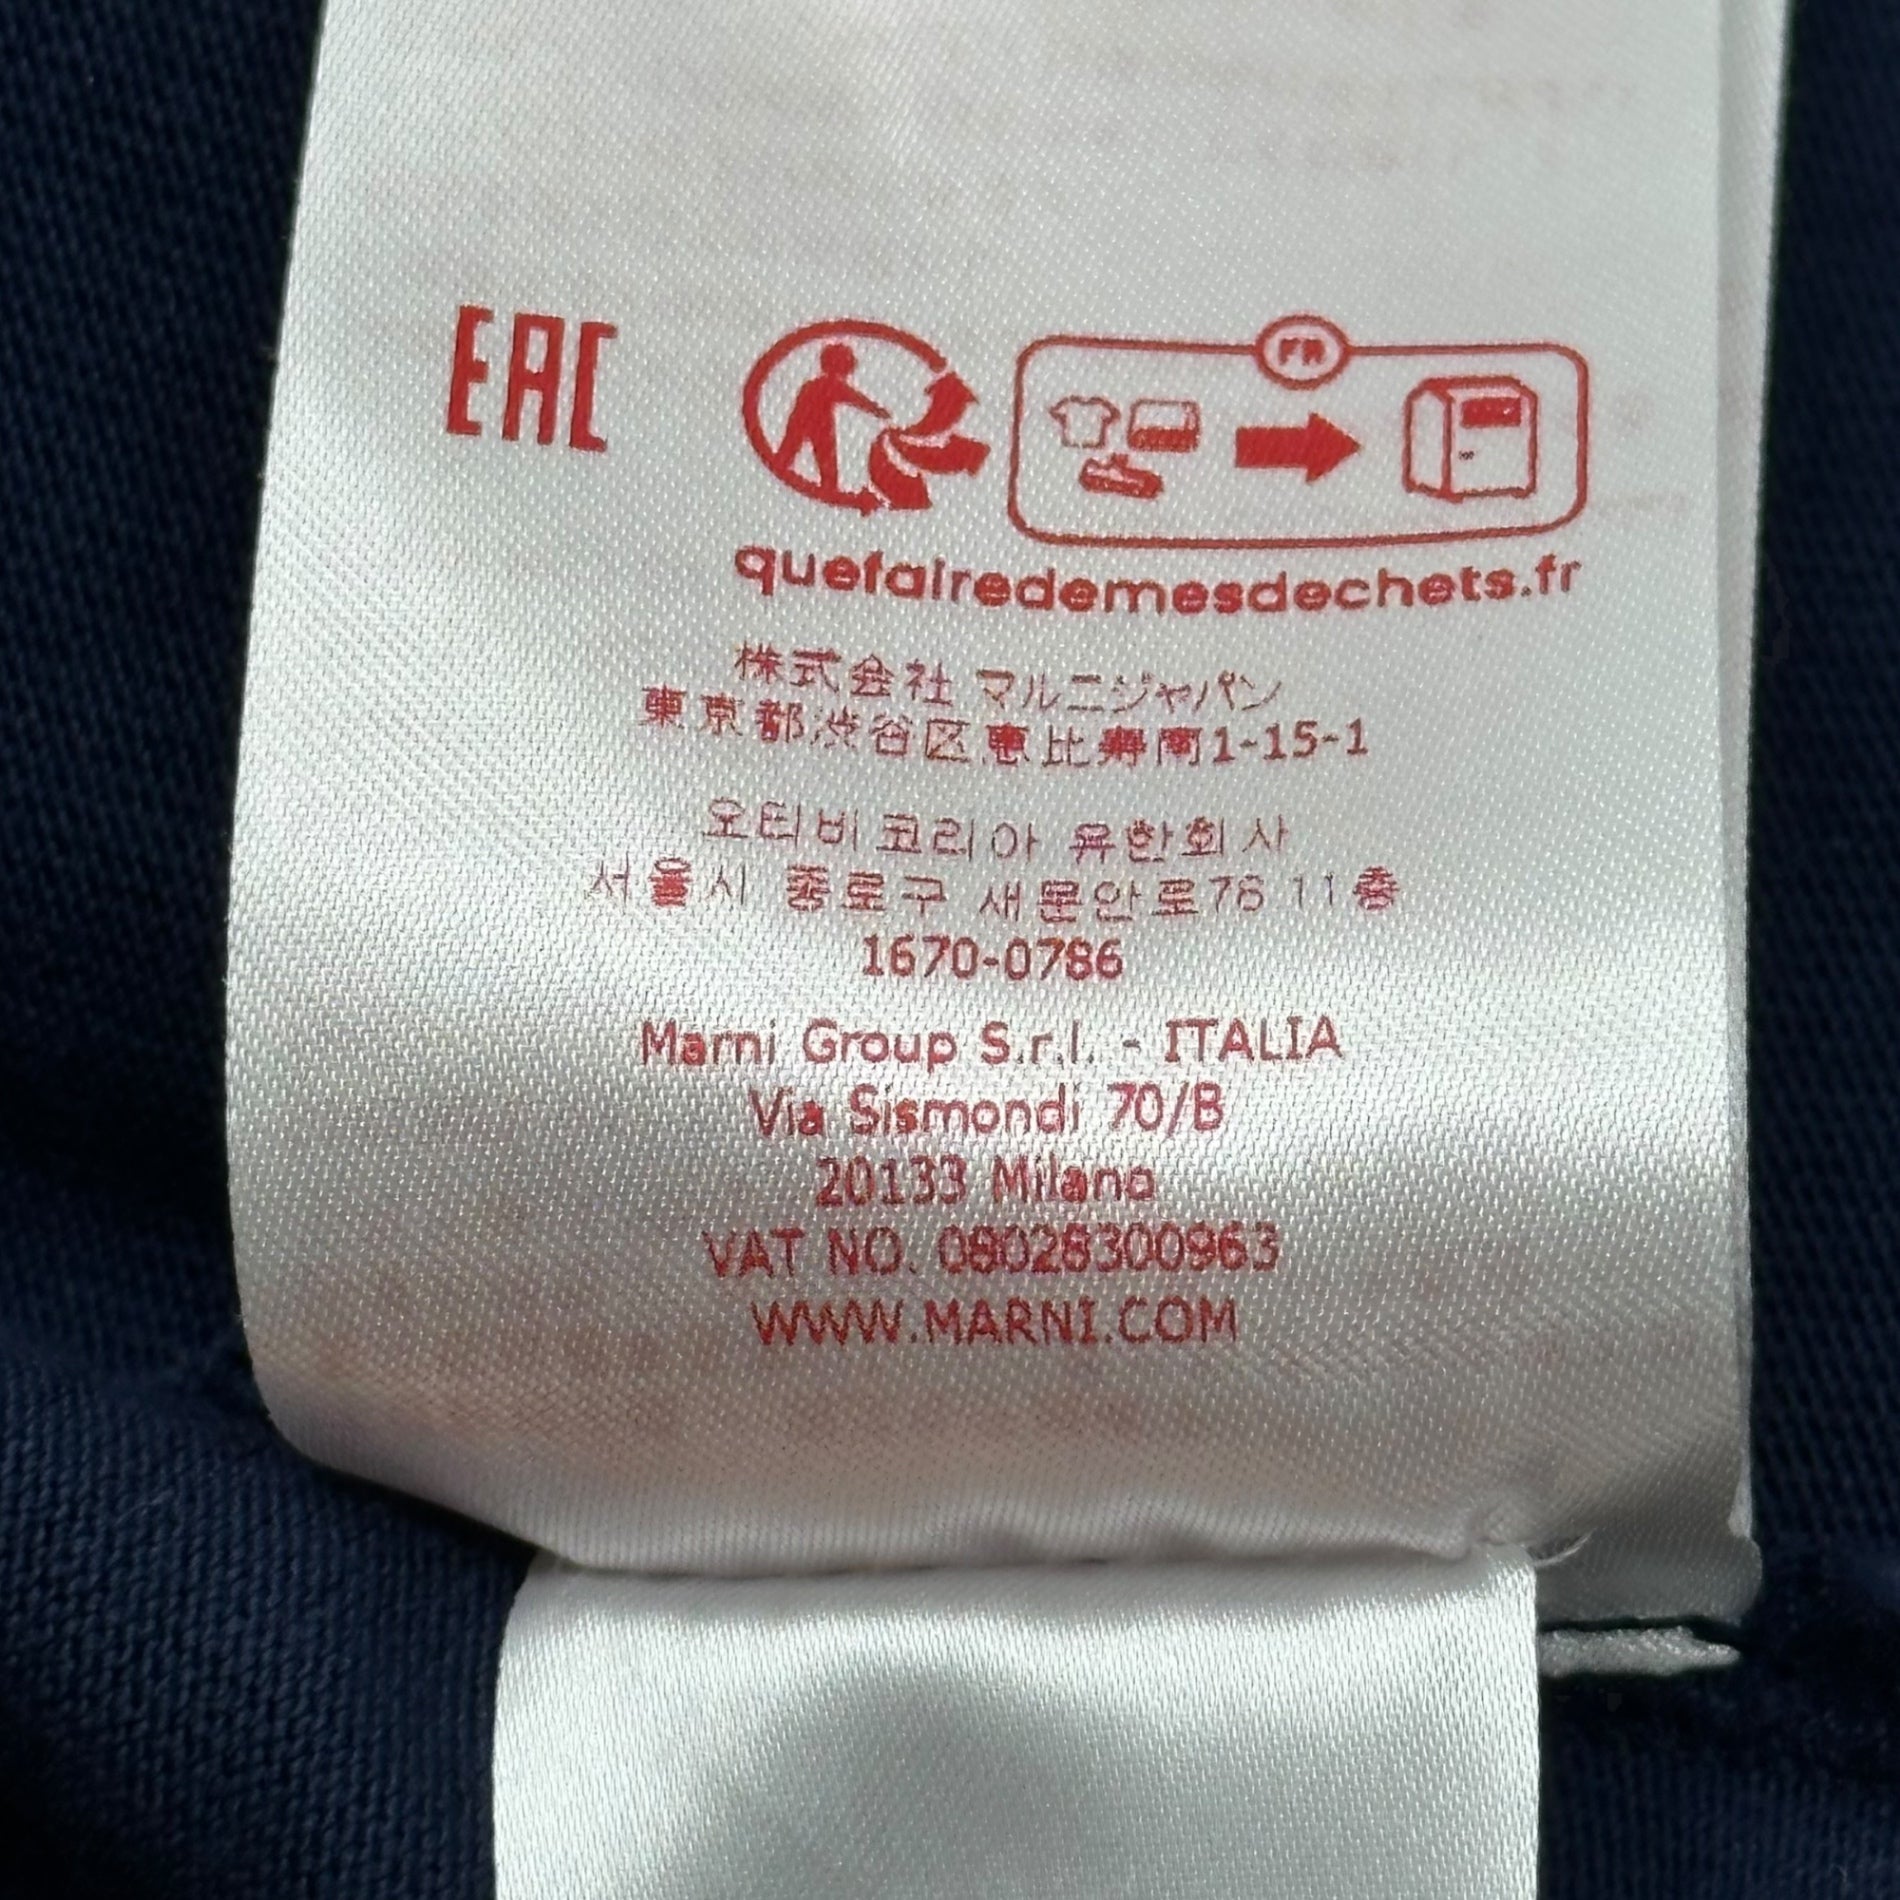 EAC
FR
quefairedemesdechets.fr
株式会社 マルニジャパン
東京都渋谷区恵比寿南1-15-1
오티비코리아 유한회사
서울시 종로구 새문안로76 11층
1670-0786
Marni Group S.r.l. - ITALIA
Via Sismondi 70/B
20133 Milano
VAT NO. 08028300963
WWW.MARNI.COM